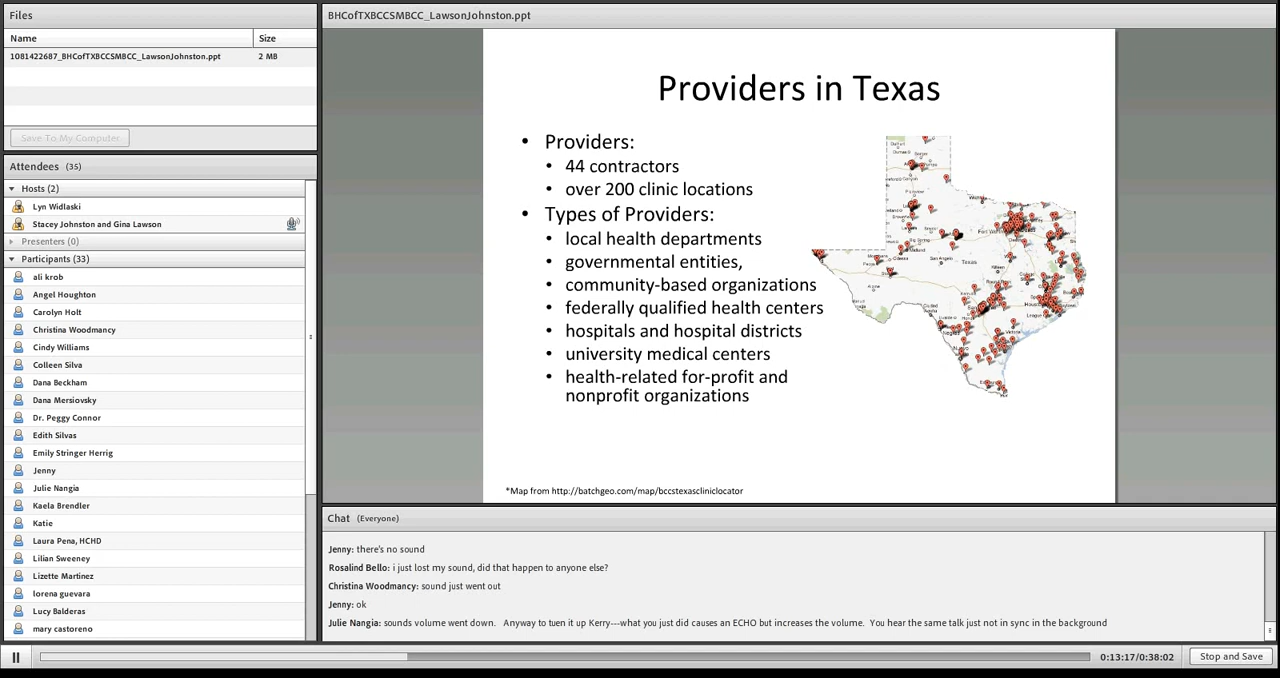 Files
Name Size
1081422687_BHCofTXBCCSMBCC_LawsonJohnston.ppt 2 MB
Save To My Computer
Attendees (35)
Hosts (2)
Lyn Widlaski
Stacey Johnston and Gina Lawson
Presenters (0)
Participants (33)
ali krob
Angel Houghton
Carolyn Holt
Christina Woodmancy
Cindy Williams
Colleen Silva
Dana Beckham
Dana Mersiovsky
Dr. Peggy Connor
Edith Silvas
Emily Stringer Herrig
Jenny
Julie Nangia
Kaela Brendler
Katie
Laura Pena, HCHD
Lilian Sweeney
Lizette Martinez
lorena guevara
Lucy Balderas
mary castoreno
BHCofTXBCCSMBCC_LawsonJohnston.ppt
Providers in Texas
• Providers:
• 44 contractors
• over 200 clinic locations
• Types of Providers:
• local health departments
• governmental entities,
• community-based organizations
• federally qualified health centers
• hospitals and hospital districts
• university medical centers
• health-related for-profit and
nonprofit organizations
Texas
*Map from http://batchgeo.com/map/bccstexascliniclocator
Chat (Everyone)
Jenny: there's no sound
Rosalind Bello: i just lost my sound, did that happen to anyone else?
Christina Woodmancy: sound just went out
Jenny: ok
Julie Nangia: sounds volume went down. Anyway to tuen it up Kerry---what you just did causes an ECHO but increases the volume. You hear the same talk just not in sync in the background
0:13:17/0:38:02
Stop and Save